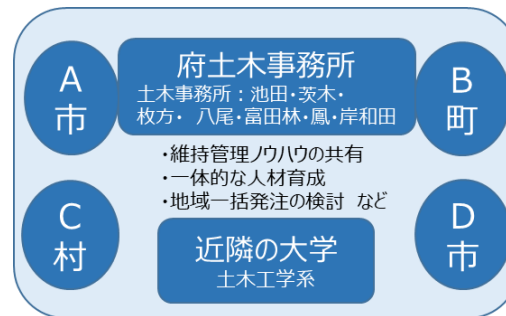 A
市
府土木事務所
土木事務所:池田・茨木・
枚方・ 八尾・富田林・鳳・岸和田
B
町
・維持管理ノウハウの共有
・一体的な人材育成
・地域一括発注の検討 など
C
村
近隣の大学
土木工学系
D
市